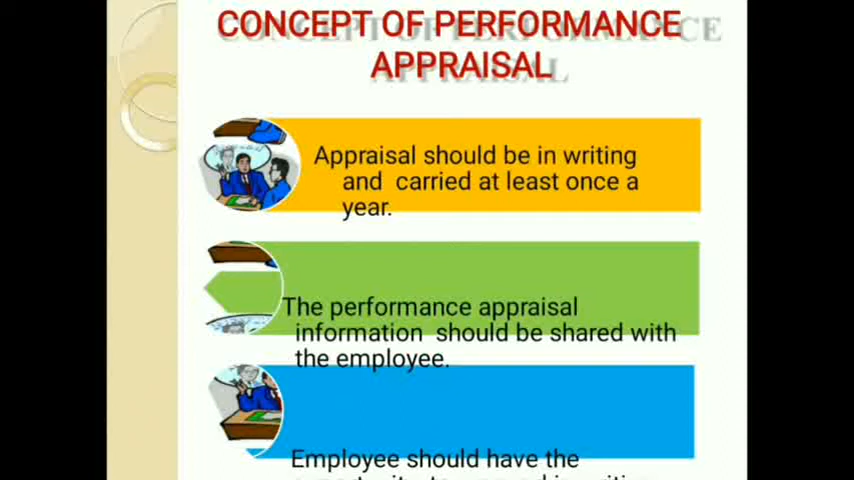 CONCEPT OF PERFORMANCE
APPRAISAL
Appraisal should be in writing
and carried at least once a
year.
The performance appraisal
information should be shared with
the employee.
Employee should have the